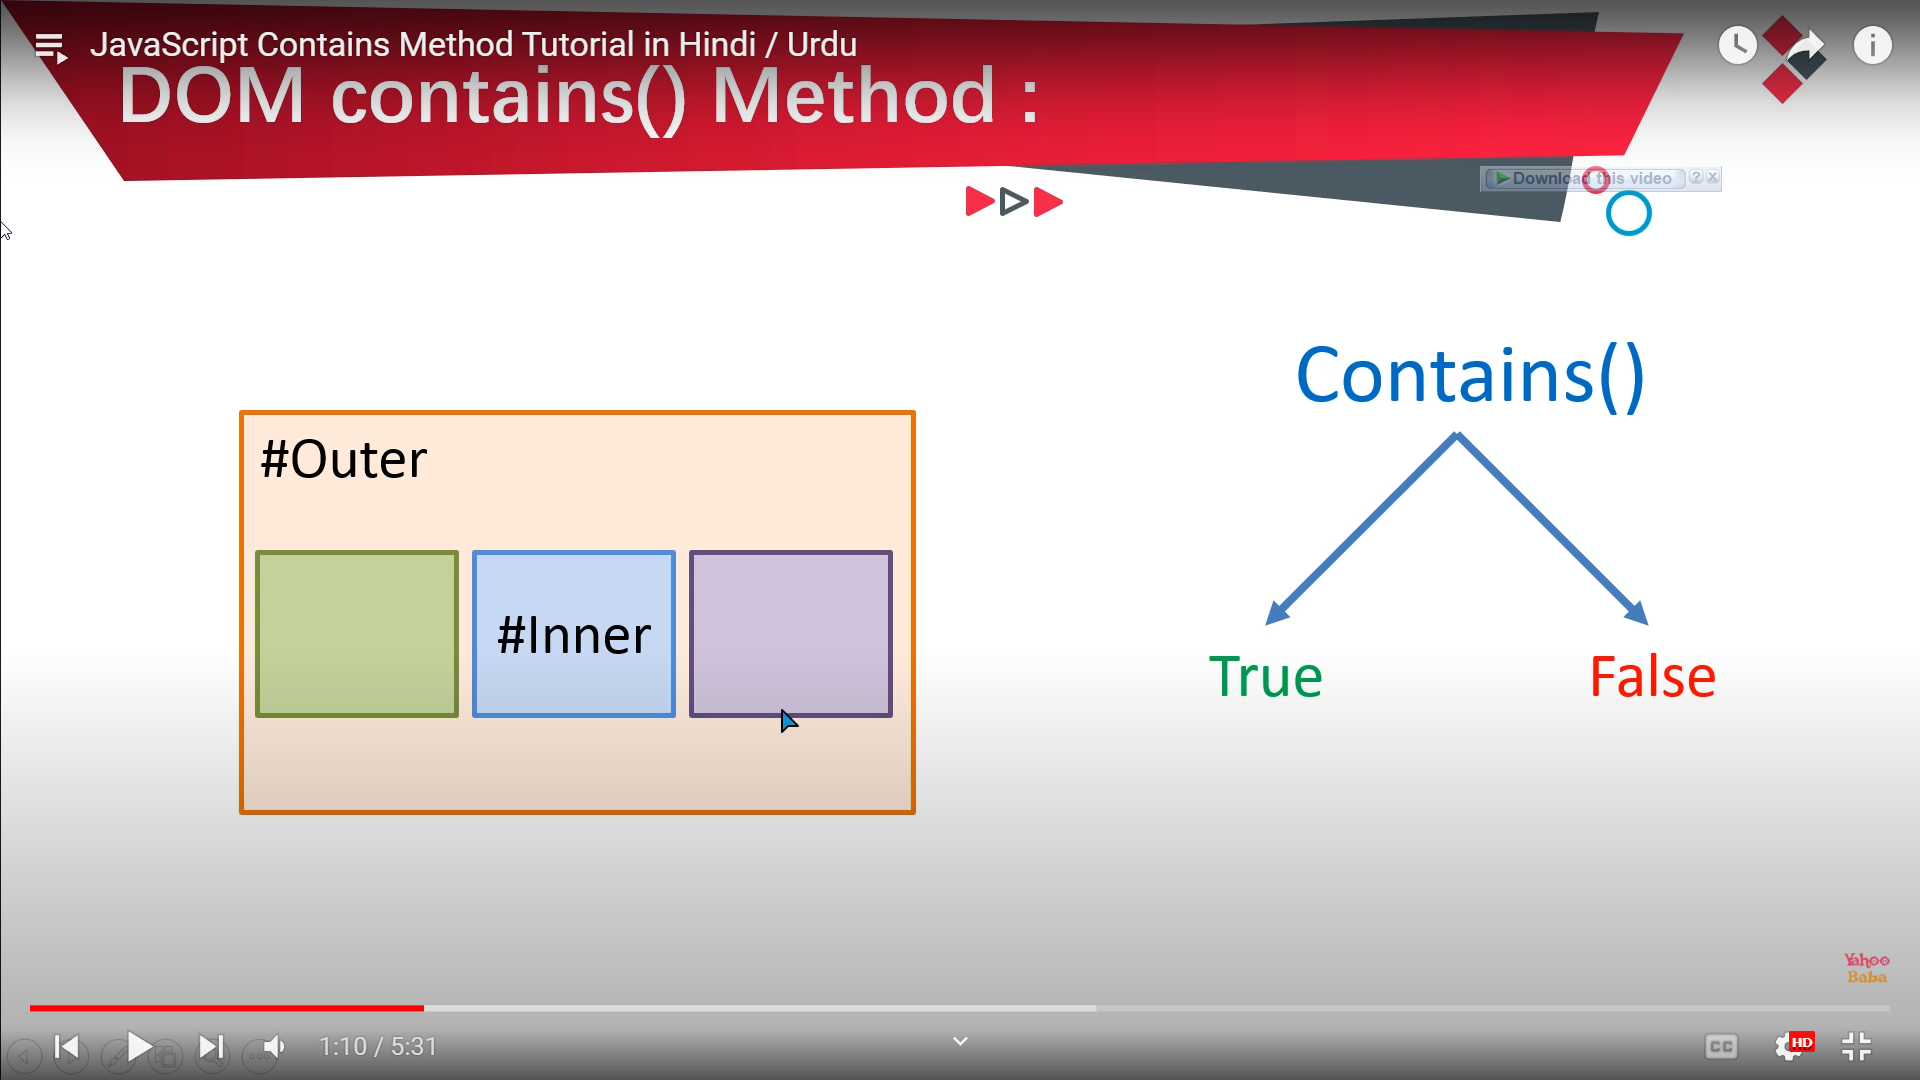 JavaScript Contains Method Tutorial in Hindi / Urdu
DOM contains() Method :
Download this video
?
Contains()
#Outer
#Inner
True
False
Yahoo
Baba
1:10 / 5:31
CC
HD